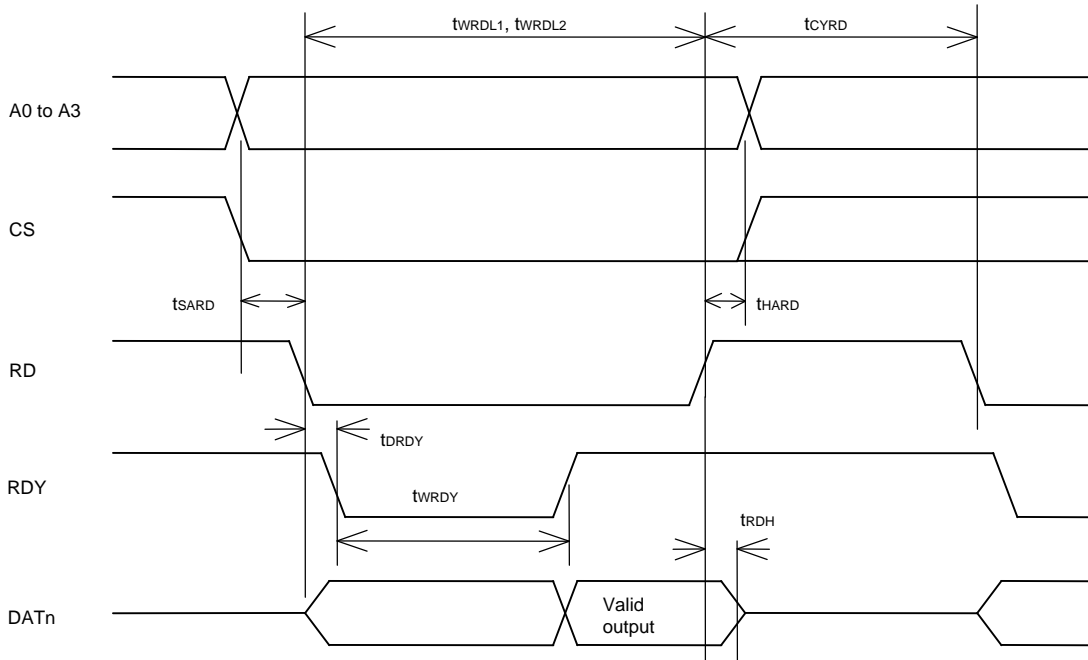 tWRDL1, tWRDL2
tCYRD
A0 to A3
CS
tSARD
tHARD
RD
tDRDY
RDY
tWRDY
tRDH
DATn
Valid
output